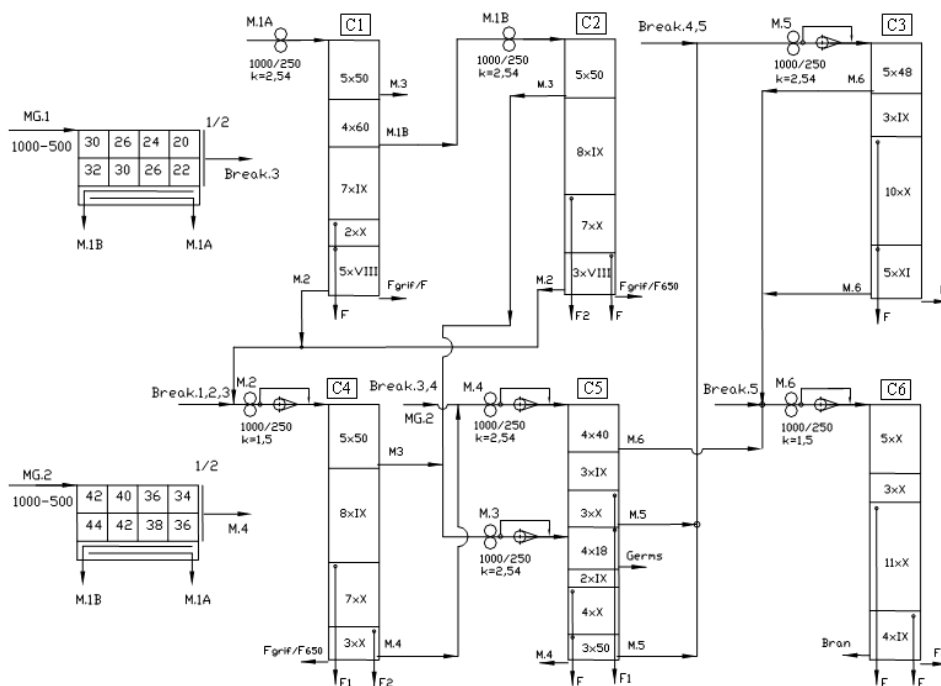 M.1A
C1
1000/250
k=2,54
5×50
M.3
4×60
M.1B
7×IX
2×X
5×VIII
M.2
Fgrif/F
F
MG.1
1000-500
1/2
30 26 24 20
32 30 26 22
Break.3
M.1B
M.1A
M.1B
C2
1000/250
k=2,54
5×50
M.3
8×IX
7×X
3×VIII
M.2
Fgrif/F650
F2
F
Break.4,5
M.5
C3
1000/250
k=2,54
5×48
M.6
3×IX
10×X
5×XI
M.6
F
Break.1,2,3
M.2
C4
1000/250
k=1,5
5×50
M3
8×IX
7×X
3×X
M.4
Fgrif/F650
F1
F2
MG.2
1000-500
1/2
42 40 36 34
44 42 38 36
M.4
M.1B
M.1A
Break.3,4
MG.2
M.4
C5
1000/250
k=2,54
4×40
M.6
3×IX
3×X
M.5
M.3
1000/250
k=2,54
4×18
Germs
2×IX
4×X
3×50
M.5
M.4
F
F1
Break.5
M.6
C6
1000/250
k=1,5
5×X
3×X
11×X
4×IX
Bran
F
F